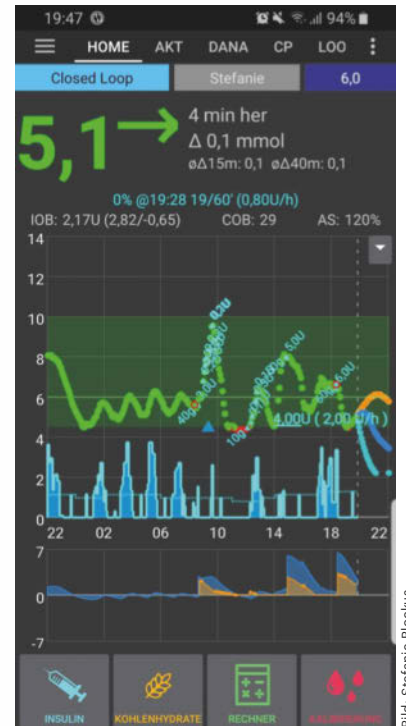 19:47 94%
HOME AKT DANA CP LOO
Closed Loop Stefanie 6,0
5,1
4 min her
Δ 0,1 mmol
øΔ15m: 0,1 øΔ40m: 0,1
0% @19:28 19/60' (0,80U/h)
IOB: 2,17U (2,82/-0,65) COB: 29 AS: 120%
14
12
10
8
6
4
2
0
4,00U ( 2,00 U/h )
22 02 06 10 14 18 22
7
0
-7
INSULIN KOHLENHYDRATE RECHNER KALIBRIERUNG